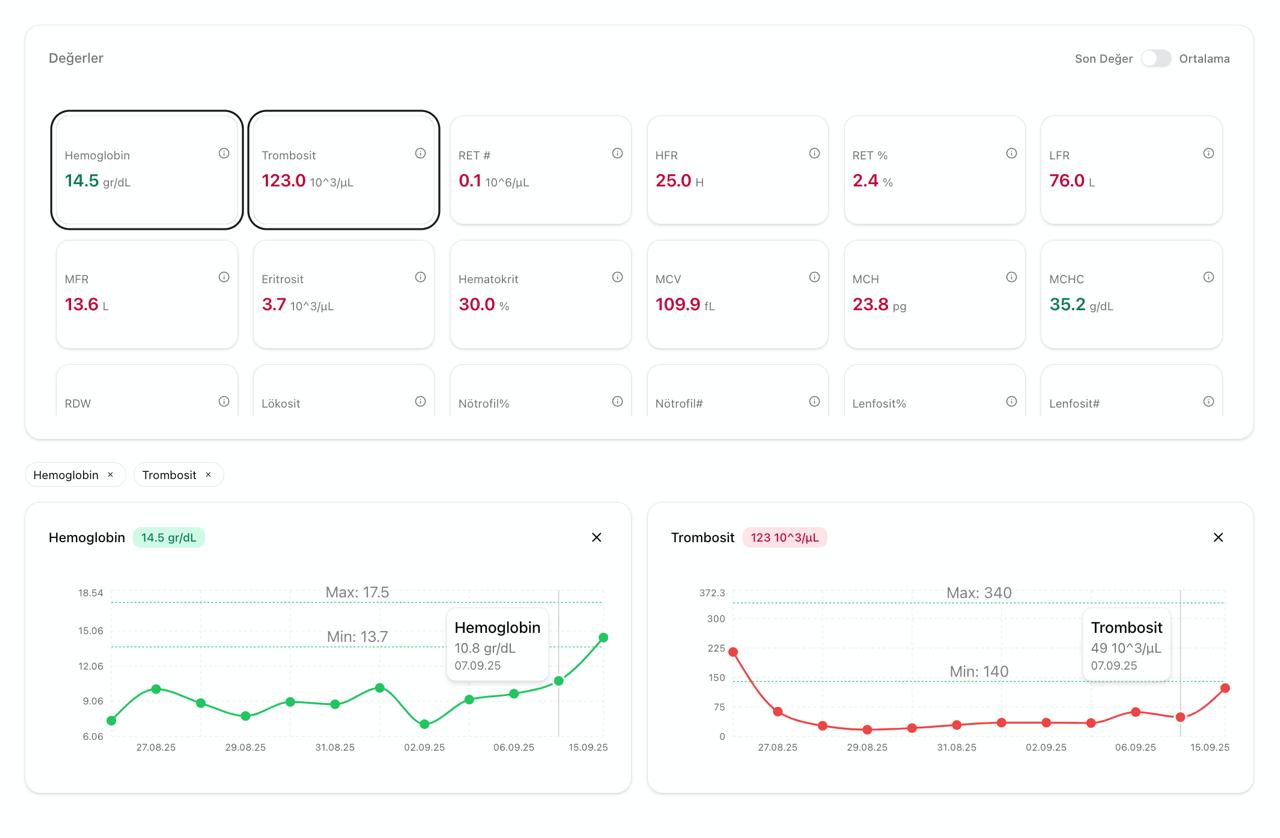 Değerler
Son Değer Ortalama
Hemoglobin
14.5 gr/dL
Trombosit
123.0 10^3/µL
RET #
0.1 10^6/µL
HFR
25.0 H
RET %
2.4 %
LFR
76.0 L
MFR
13.6 L
Eritrosit
3.7 10^3/µL
Hematokrit
30.0 %
MCV
109.9 fL
MCH
23.8 pg
MCHC
35.2 g/dL
RDW
Lökosit
Nötrofil%
Nötrofil#
Lenfosit%
Lenfosit#
Hemoglobin ×
Trombosit ×
Hemoglobin 14.5 gr/dL
18.54
15.06
12.06
9.06
6.06
Max: 17.5
Min: 13.7
Hemoglobin
10.8 gr/dL
07.09.25
27.08.25 29.08.25 31.08.25 02.09.25 06.09.25 15.09.25
Trombosit 123 10^3/µL
372.3
300
225
150
75
0
Max: 340
Min: 140
Trombosit
49 10^3/µL
07.09.25
27.08.25 29.08.25 31.08.25 02.09.25 06.09.25 15.09.25